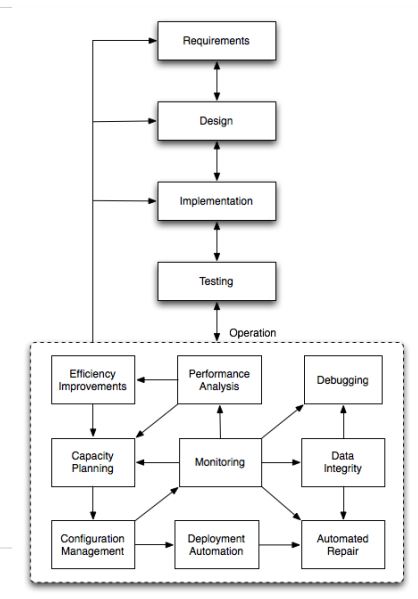 Requirements
Design
Implementation
Testing
Operation
Efficiency
Improvements
Performance
Analysis
Debugging
Capacity
Planning
Monitoring
Data
Integrity
Configuration
Management
Deployment
Automation
Automated
Repair